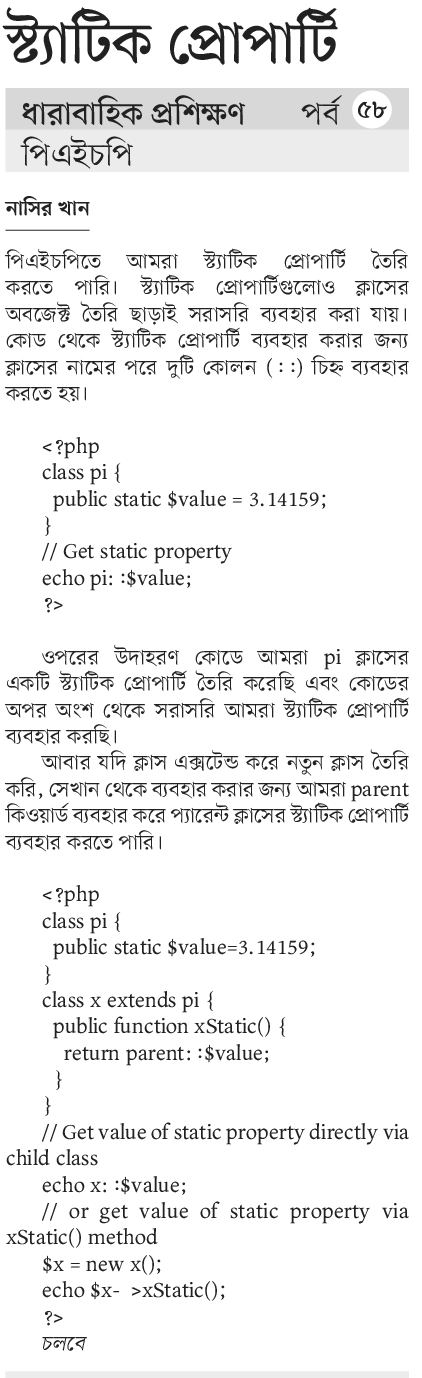 স্ট্যাটিক প্রোপার্টি
ধারাবাহিক প্রশিক্ষণ পর্ব ৫৮
পিএইচপি
নাসির খান
পিএইচপিতে আমরা স্ট্যাটিক প্রোপার্টি তৈরি
করতে পারি। স্ট্যাটিক প্রোপার্টিগুলোও ক্লাসের
অবজেক্ট তৈরি ছাড়াই সরাসরি ব্যবহার করা যায়।
কোড থেকে স্ট্যাটিক প্রোপার্টি ব্যবহার করার জন্য
ক্লাসের নামের পরে দুটি কোলন (::) চিহ্ন ব্যবহার
করতে হয়।
<?php
class pi {
public static $value = 3.14159;
}
// Get static property
echo pi: :$value;
?>
ওপরের উদাহরণ কোডে আমরা pi ক্লাসের
একটি স্ট্যাটিক প্রোপার্টি তৈরি করেছি এবং কোডের
অপর অংশ থেকে সরাসরি আমরা স্ট্যাটিক প্রোপার্টি
ব্যবহার করছি।
আবার যদি ক্লাস এক্সটেন্ড করে নতুন ক্লাস তৈরি
করি, সেখান থেকে ব্যবহার করার জন্য আমরা parent
কিওয়ার্ড ব্যবহার করে প্যারেন্ট ক্লাসের স্ট্যাটিক প্রোপার্টি
ব্যবহার করতে পারি।
<?php
class pi {
public static $value=3.14159;
}
class x extends pi {
public function xStatic() {
return parent: :$value;
}
}
// Get value of static property directly via
child class
echo x: :$value;
// or get value of static property via
xStatic() method
$x = new x();
echo $x- >xStatic();
?>
চলবে